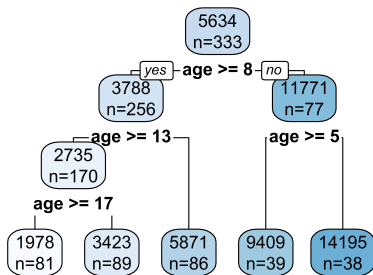 5634
n=333
yes
age >= 8
no
3788
n=256
11771
n=77
age >= 13
age >= 5
2735
n=170
age >= 17
1978
n=81
3423
n=89
5871
n=86
9409
n=39
14195
n=38